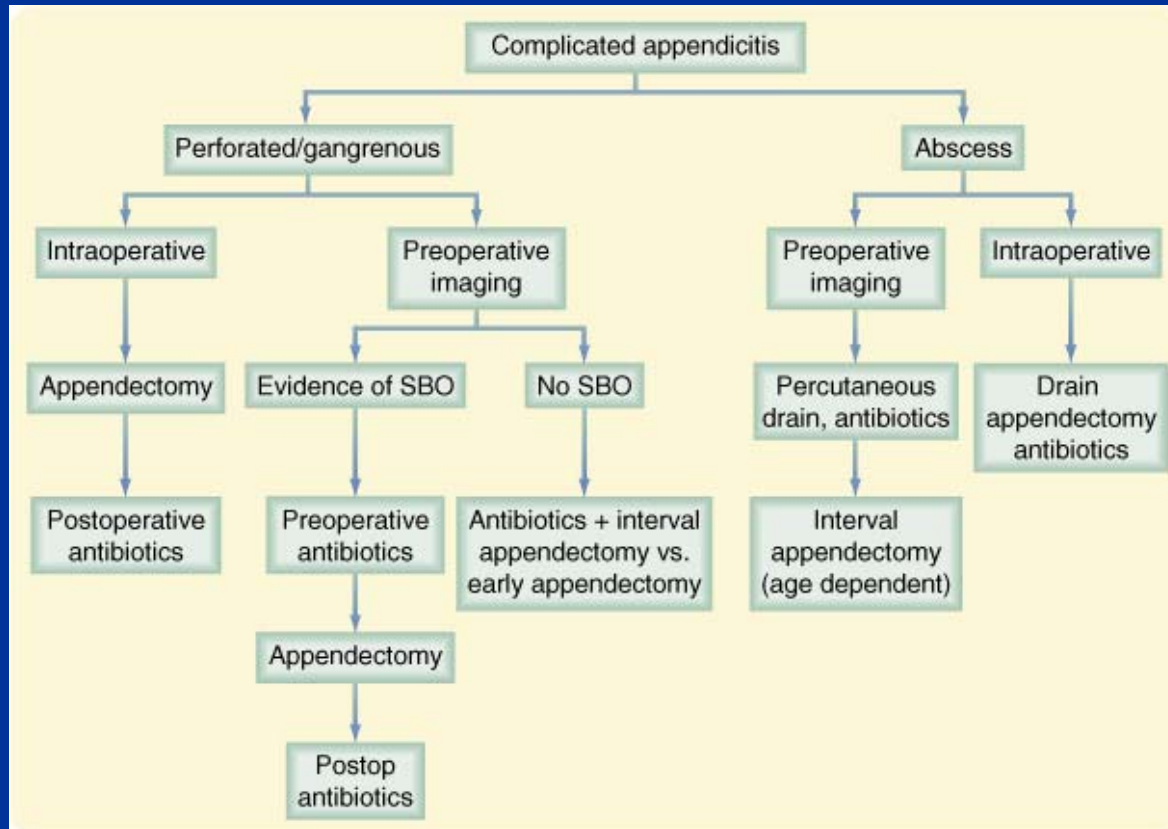 Complicated appendicitis
Perforated/gangrenous
Abscess
Intraoperative
Preoperative
imaging
Preoperative
imaging
Intraoperative
Appendectomy
Evidence of SBO
No SBO
Percutaneous
drain, antibiotics
Drain
appendectomy
antibiotics
Postoperative
antibiotics
Preoperative
antibiotics
Antibiotics + interval
appendectomy vs.
early appendectomy
Interval
appendectomy
(age dependent)
Appendectomy
Postop
antibiotics